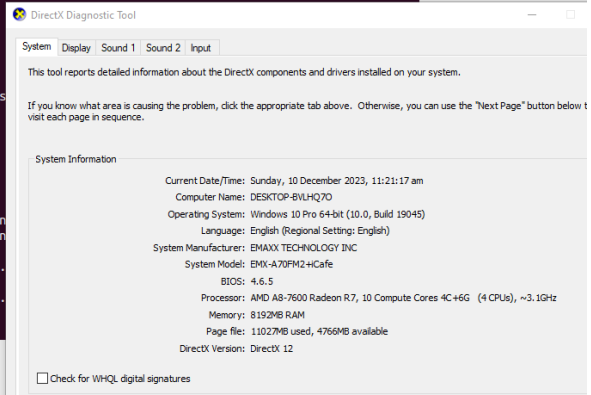 DirectX Diagnostic Tool
System Display Sound 1 Sound 2 Input
This tool reports detailed information about the DirectX components and drivers installed on your system.
If you know what area is causing the problem, click the appropriate tab above. Otherwise, you can use the "Next Page" button below
visit each page in sequence.
System Information
Current Date/Time: Sunday, 10 December 2023, 11:21:17 am
Computer Name: DESKTOP-BVLHQ7O
Operating System: Windows 10 Pro 64-bit (10.0, Build 19045)
Language: English (Regional Setting: English)
System Manufacturer: EMAXX TECHNOLOGY INC
System Model: EMX-A70FM2+iCafe
BIOS: 4.6.5
Processor: AMD A8-7600 Radeon R7, 10 Compute Cores 4C+6G (4 CPUs), ~3.1GHz
Memory: 8192MB RAM
Page file: 11027MB used, 4766MB available
DirectX Version: DirectX 12
Check for WHQL digital signatures